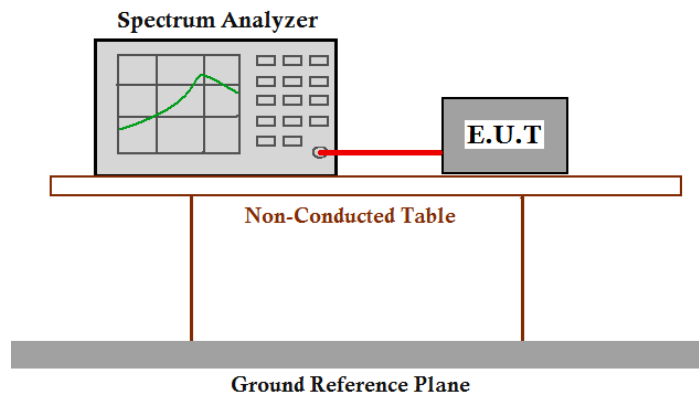 Spectrum Analyzer
E.U.T
Non-Conducted Table
Ground Reference Plane